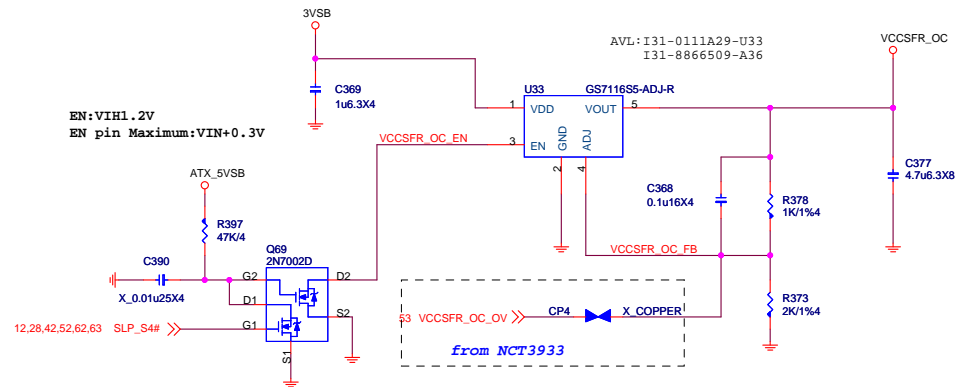 3VSB
VCCSFR_OC
AVL:I31-0111A29-U33
I31-8866509-A36
C369
1u6.3X4
U33
GS7116S5-ADJ-R
1
VDD
VOUT
5
EN:VIH1.2V
EN pin Maximum:VIN+0.3V
VCCSFR_OC_EN
3
EN
GND
ADJ
2
4
C377
4.7u6.3X8
ATX_5VSB
C368
0.1u16X4
R378
1K/1%4
R397
47K/4
Q69
2N7002D
VCCSFR_OC_FB
C390
X_0.01u25X4
G2
D2
D1
S2
G1
S1
R373
2K/1%4
12,28,42,52,62,63 SLP_S4#
53 VCCSFR_OC_OV
CP4
X_COPPER
from NCT3933